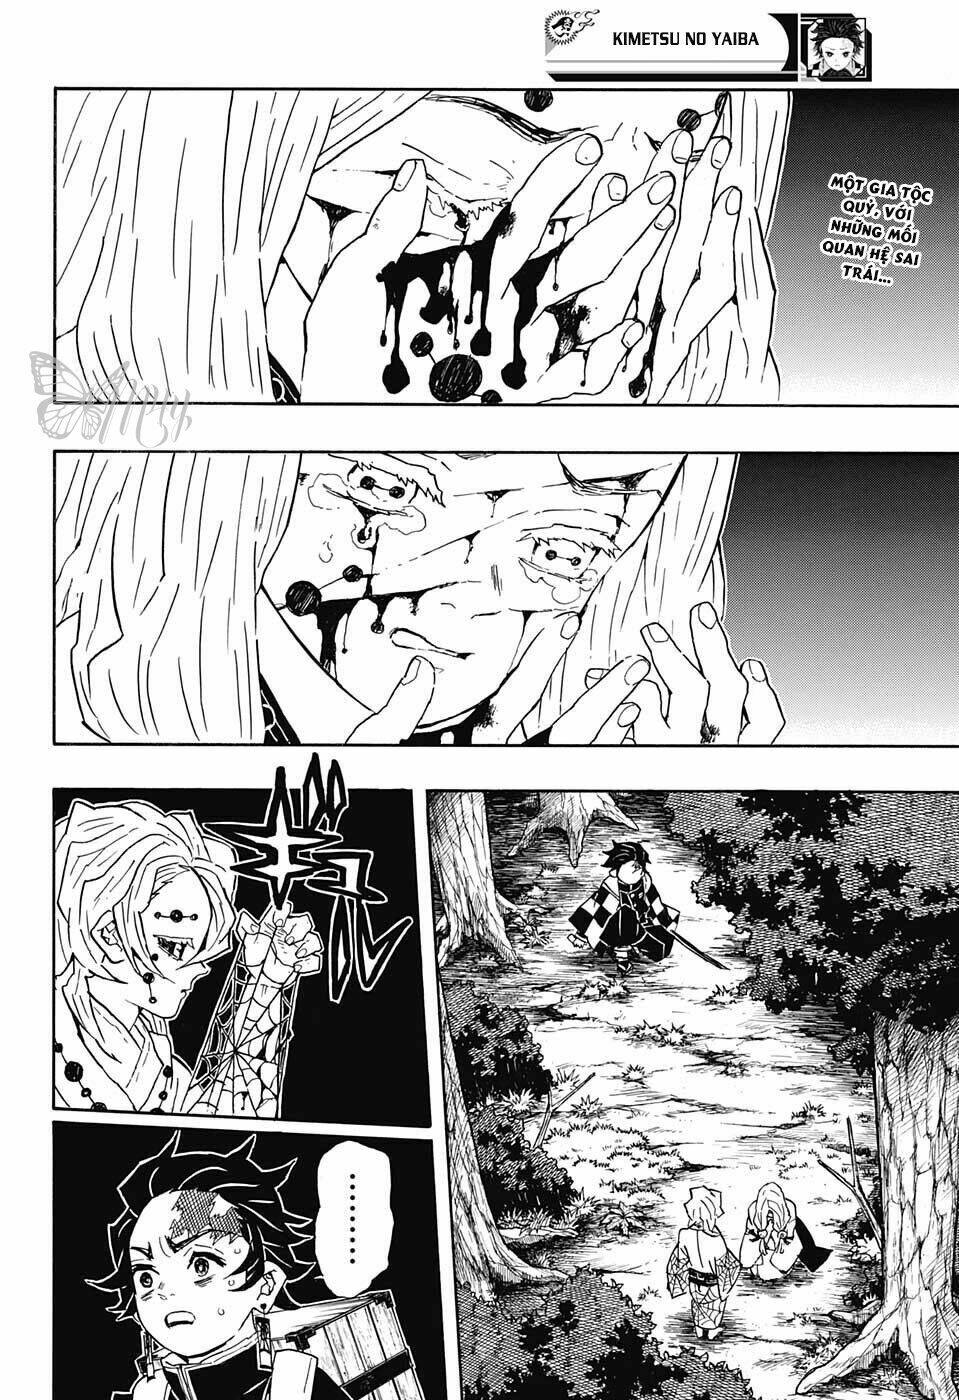 KIMETSU NO YAIBA
MỘT GIA TỘC
QUỶ, VỚI
NHỮNG MỐI
QUAN HỆ SAI
TRÁI...
.........